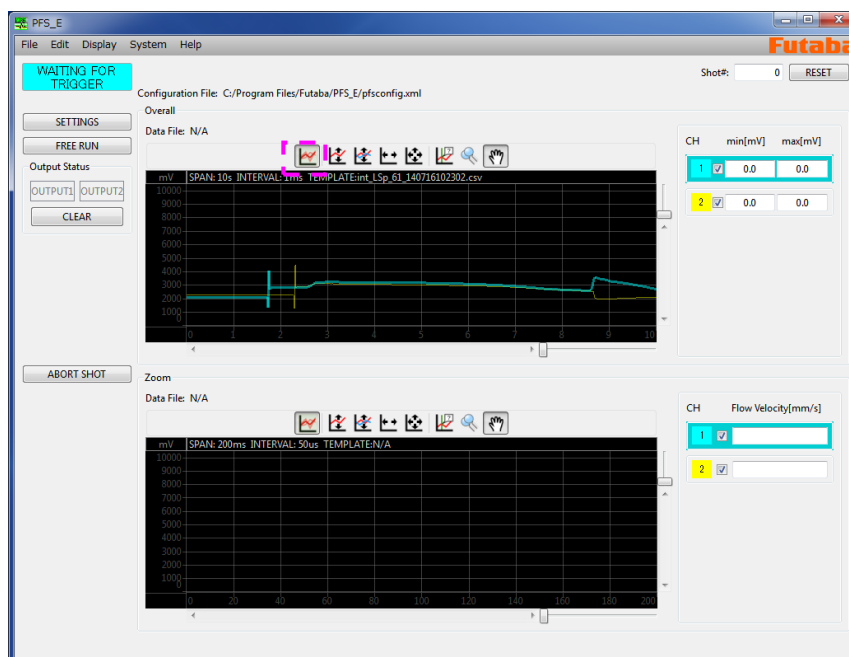 PFS_E
File Edit Display System Help
Futaba
WAITING FOR
TRIGGER
Shot#: 0 RESET
Configuration File: C:/Program Files/Futaba/PFS_E/pfsconfig.xml
SETTINGS
FREE RUN
Output Status
OUTPUT1 OUTPUT2
CLEAR
ABORT SHOT
Overall
Data File: N/A
mV SPAN: 10s INTERVAL: 1ms TEMPLATE:int_LSp_61_140716102302.csv
10000
9000
8000
7000
6000
5000
4000
3000
2000
1000
0
0 1 2 3 4 5 6 7 8 9 10
CH min[mV] max[mV]
1 0.0 0.0
2 0.0 0.0
Zoom
Data File: N/A
mV SPAN: 200ms INTERVAL: 50us TEMPLATE:N/A
10000
9000
8000
7000
6000
5000
4000
3000
2000
1000
0
0 20 40 60 80 100 120 140 160 180 200
CH Flow Velocity[mm/s]
1
2